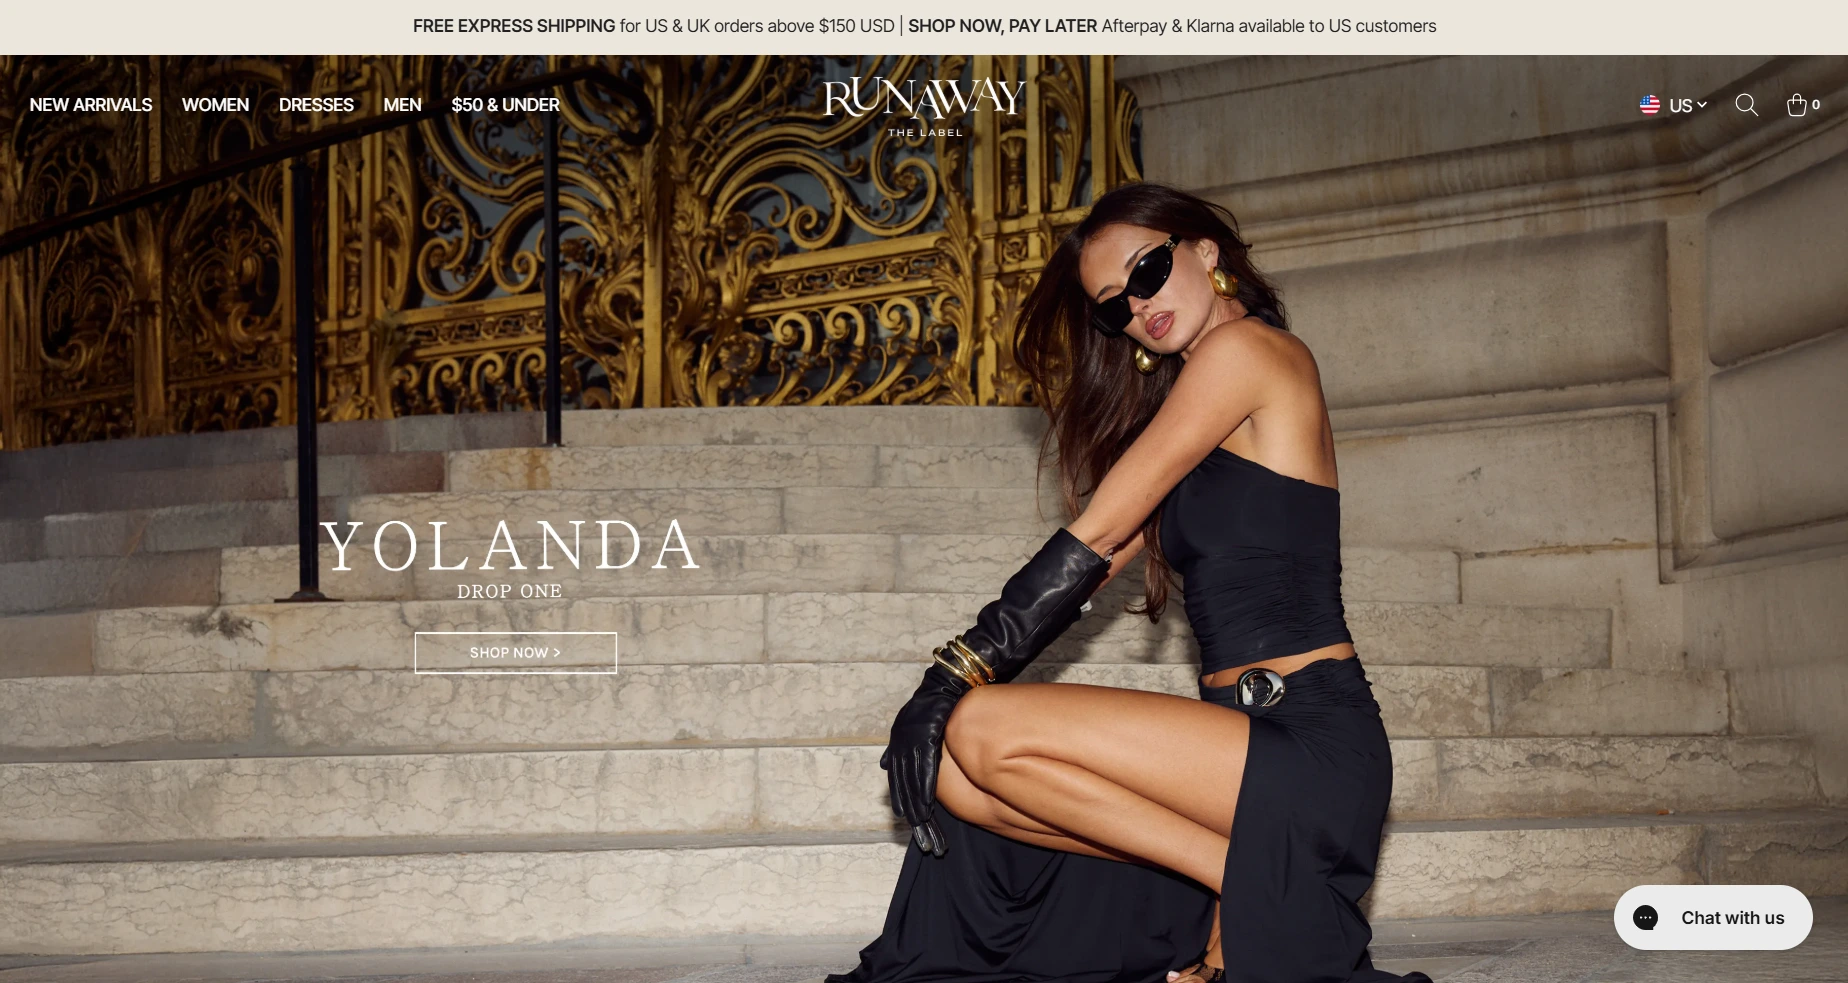 FREE EXPRESS SHIPPING for US & UK orders above $150 USD | SHOP NOW, PAY LATER Afterpay & Klarna available to US customers
NEW ARRIVALS WOMEN DRESSES MEN $50 & UNDER
RUNAWAY
THE LABEL
US
0
YOLANDA
DROP ONE
SHOP NOW >
Chat with us